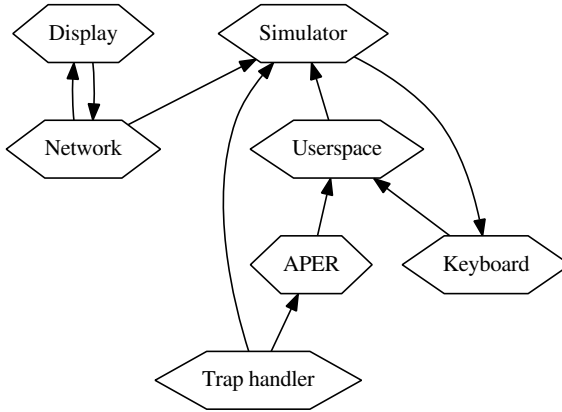 Display
Simulator
Network
Userspace
APER
Keyboard
Trap handler